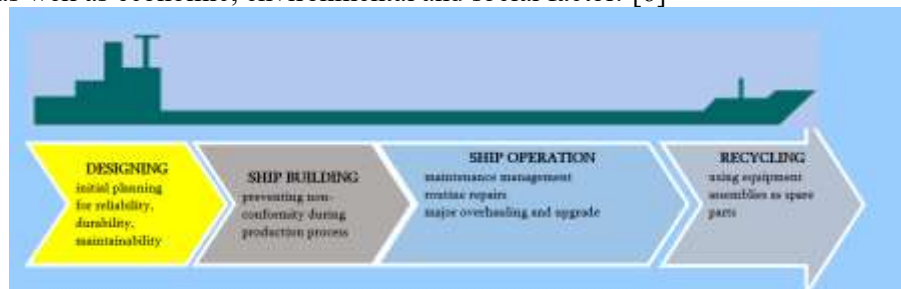 as well as economic, environmental and social factor. [6]
DESIGNING
initial planning
for reliability,
durability,
maintainability
SHIP BUILDING
preventing non-
conformity during
production process
SHIP OPERATION
maintenance management
routine repairs
major overhauling and upgrade
RECYCLING
using equipment
assemblies as spare
parts